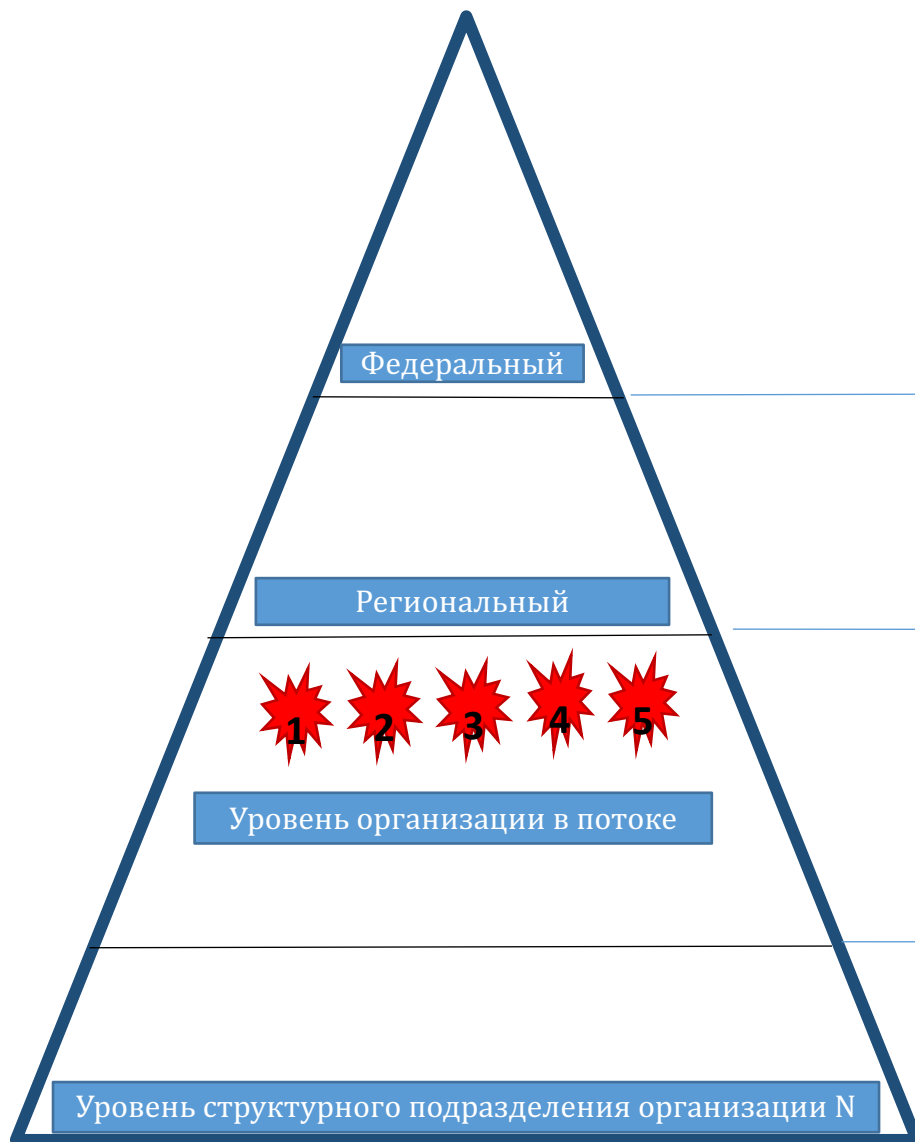 Федеральный
Региональный
1 2 3 4 5
Уровень организации в потоке
Уровень структурного подразделения организации N